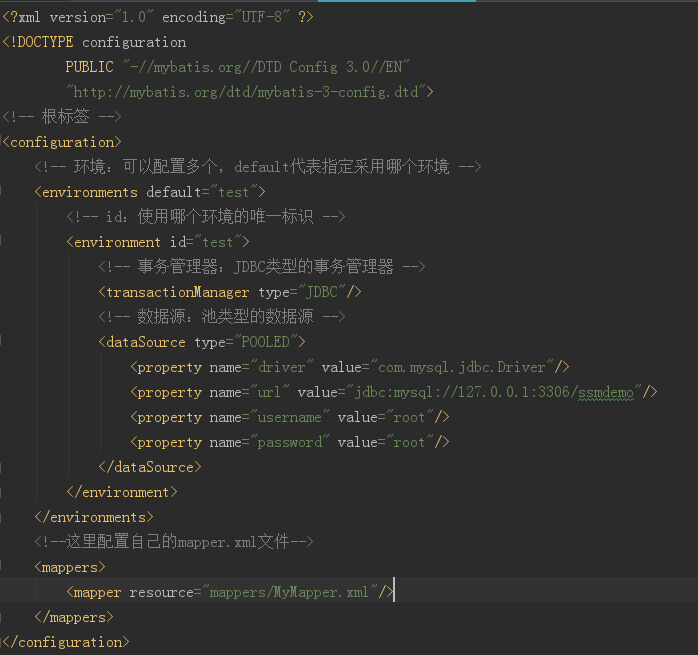 <?xml version="1.0" encoding="UTF-8" ?>
<!DOCTYPE configuration
        PUBLIC "-//mybatis.org//DTD Config 3.0//EN"
        "http://mybatis.org/dtd/mybatis-3-config.dtd">
<!-- 根标签 -->
<configuration>
    <!-- 环境：可以配置多个，default代表指定采用哪个环境 -->
    <environments default="test">
        <!-- id：使用哪个环境的唯一标识 -->
        <environment id="test">
            <!-- 事务管理器：JDBC类型的事务管理器 -->
            <transactionManager type="JDBC"/>
            <!-- 数据源：池类型的数据源 -->
            <dataSource type="POOLED">
                <property name="driver" value="com.mysql.jdbc.Driver"/>
                <property name="url" value="jdbc:mysql://127.0.0.1:3306/ssmdemo"/>
                <property name="username" value="root"/>
                <property name="password" value="root"/>
            </dataSource>
        </environment>
    </environments>
    <!--这里配置自己的mapper.xml文件-->
    <mappers>
        <mapper resource="mappers/MyMapper.xml"/>
    </mappers>
</configuration>